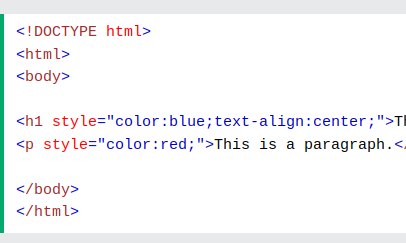 <!DOCTYPE html>
<html>
<body>
<h1 style="color:blue;text-align:center;">
<p style="color:red;">This is a paragraph.</
</body>
</html>